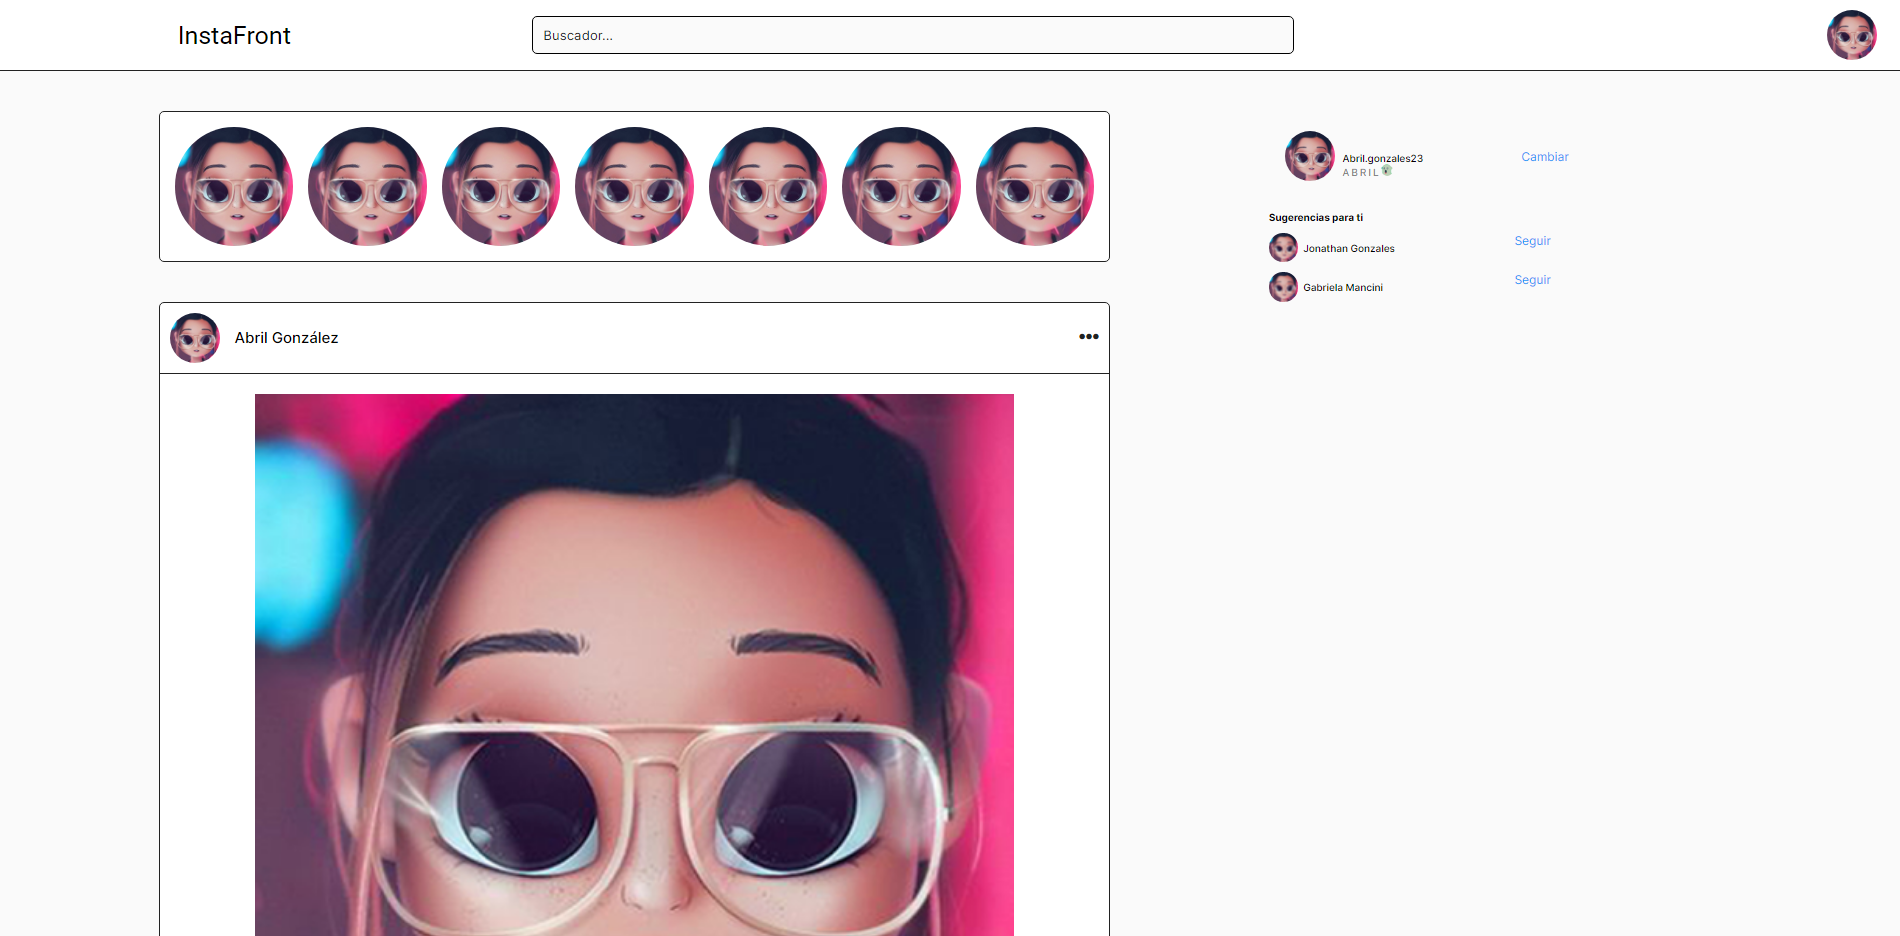 InstaFront
Buscador...
Abril.gonzales23
Cambiar
ABRIL
Sugerencias para ti
Jonathan Gonzales
Seguir
Gabriela Mancini
Seguir
Abril González